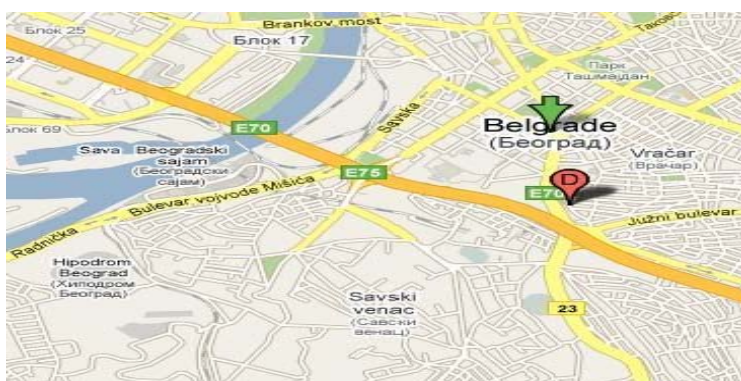 Brankov most
Блок 25
Блок 17
Таковс
24
Парк
Ташмајдан
Савска
Блок 69
E70
Belgrade
(Београд)
Sava
Beogradski
sajam
(Београдски
сајам)
Vračar
(Врачар)
E75
D
E70
Bulevar vojvode Mišića
Južni bulevar
Radnička
Hipodrom
Beograd
(Хиподром
Београд)
Savski
venac
(Савски
венац)
23